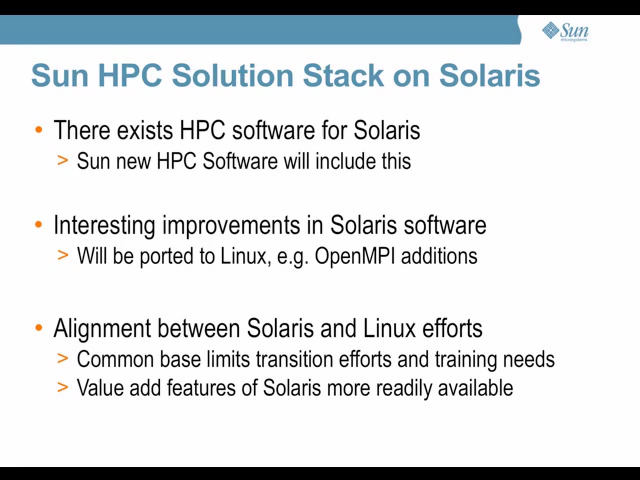 Sun
microsystems
Sun HPC Solution Stack on Solaris
• There exists HPC software for Solaris
> Sun new HPC Software will include this
• Interesting improvements in Solaris software
> Will be ported to Linux, e.g. OpenMPI additions
• Alignment between Solaris and Linux efforts
> Common base limits transition efforts and training needs
> Value add features of Solaris more readily available